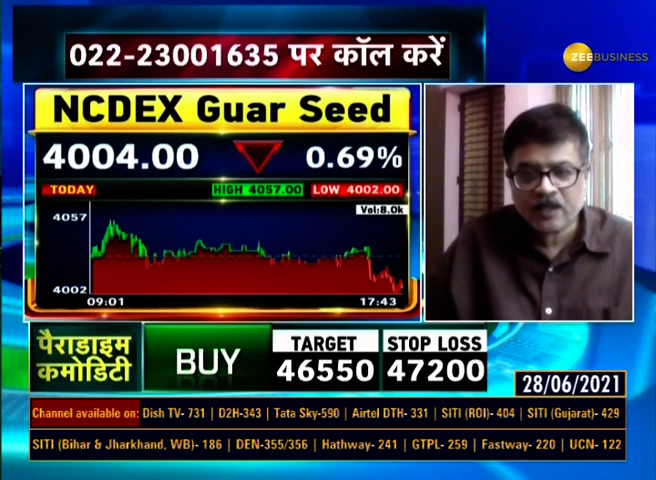 022-23001635 पर कॉल करें
ZEEBUSINESS
NCDEX Guar Seed
4004.00 0.69%
TODAY HIGH 4057.00 LOW 4002.00
Vol:8.0k
4057
4002
09:01 17:43
पैराडाइम
कमोडिटी
BUY
TARGET
46550
STOP LOSS
47200
28/06/2021
Channel available on: Dish TV- 731 | D2H-343 | Tata Sky-590 | Airtel DTH- 331 | SITI (ROI)- 404 | SITI (Gujarat)- 429
SITI (Bihar & Jharkhand, WB)- 186 | DEN-355/356 | Hathway- 241 | GTPL- 259 | Fastway- 220 | UCN- 122